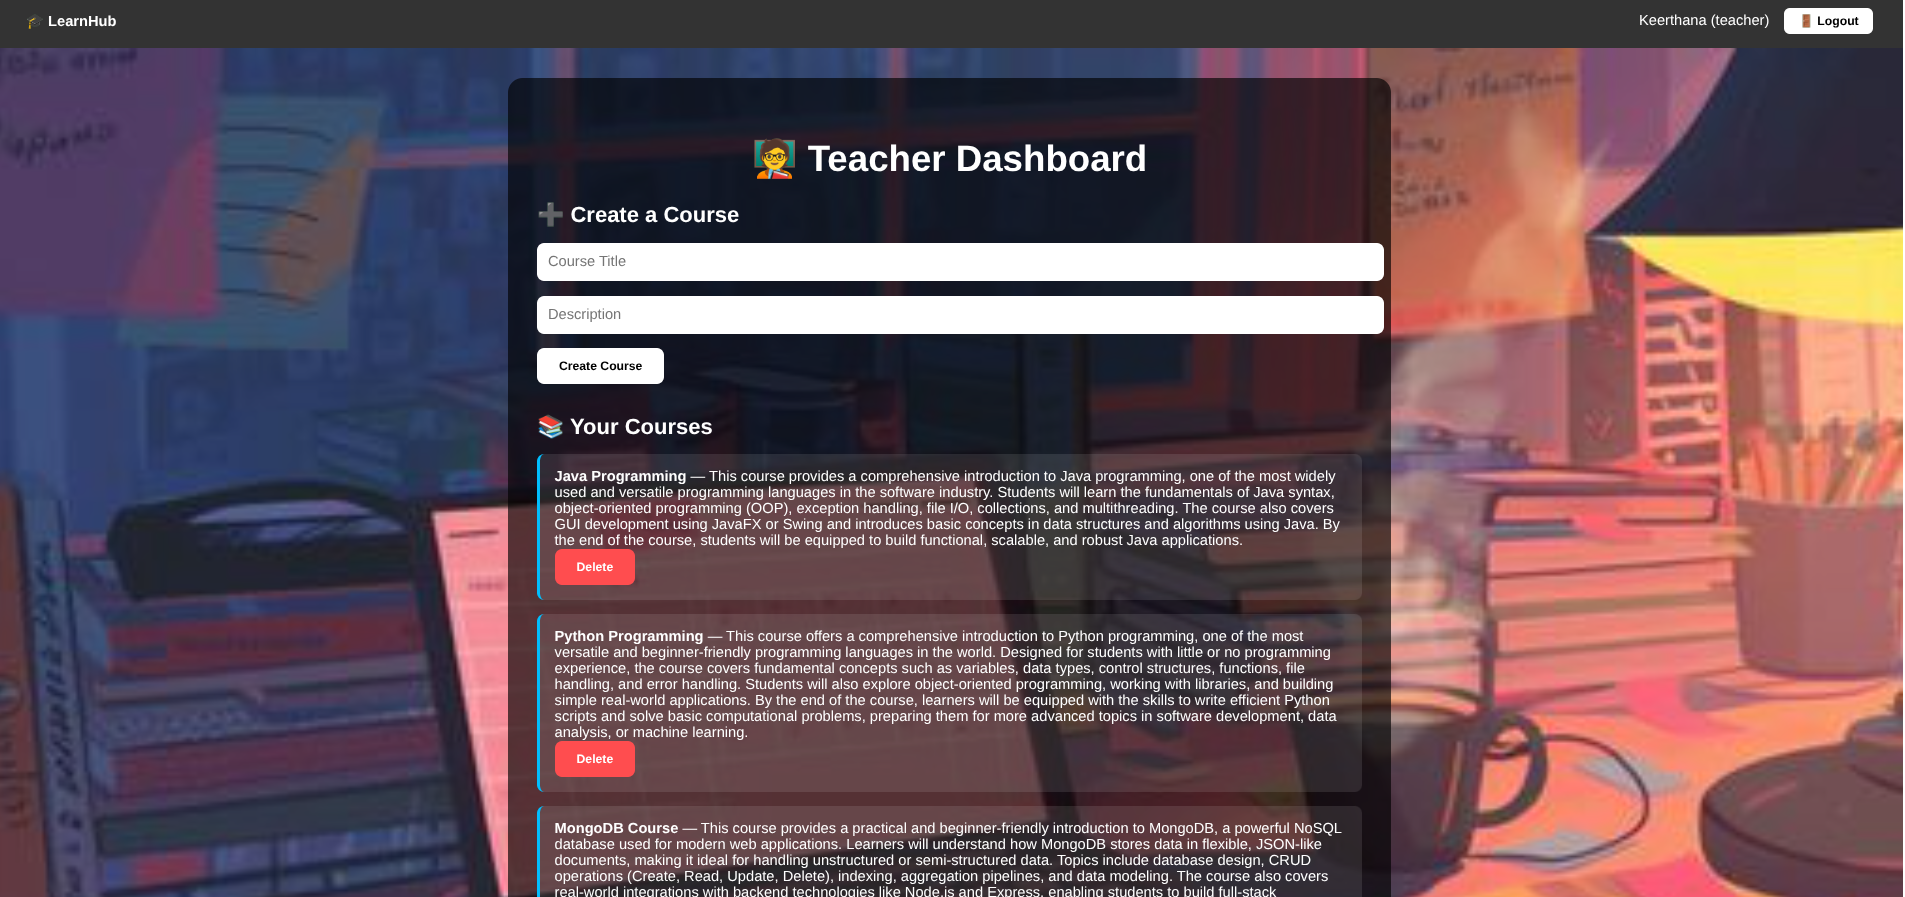 🎓 LearnHub
Keerthana (teacher)
🚪 Logout
🧑‍🏫 Teacher Dashboard
➕ Create a Course
Course Title
Description
Create Course
📚 Your Courses
Java Programming — This course provides a comprehensive introduction to Java programming, one of the most widely
used and versatile programming languages in the software industry. Students will learn the fundamentals of Java syntax,
object-oriented programming (OOP), exception handling, file I/O, collections, and multithreading. The course also covers
GUI development using JavaFX or Swing and introduces basic concepts in data structures and algorithms using Java. By
the end of the course, students will be equipped to build functional, scalable, and robust Java applications.
Delete
Python Programming — This course offers a comprehensive introduction to Python programming, one of the most
versatile and beginner-friendly programming languages in the world. Designed for students with little or no programming
experience, the course covers fundamental concepts such as variables, data types, control structures, functions, file
handling, and error handling. Students will also explore object-oriented programming, working with libraries, and building
simple real-world applications. By the end of the course, learners will be equipped with the skills to write efficient Python
scripts and solve basic computational problems, preparing them for more advanced topics in software development, data
analysis, or machine learning.
Delete
MongoDB Course — This course provides a practical and beginner-friendly introduction to MongoDB, a powerful NoSQL
database used for modern web applications. Learners will understand how MongoDB stores data in flexible, JSON-like
documents, making it ideal for handling unstructured or semi-structured data. Topics include database design, CRUD
operations (Create, Read, Update, Delete), indexing, aggregation pipelines, and data modeling. The course also covers
real-world integrations with backend technologies like Node.js and Express, enabling students to build full-stack